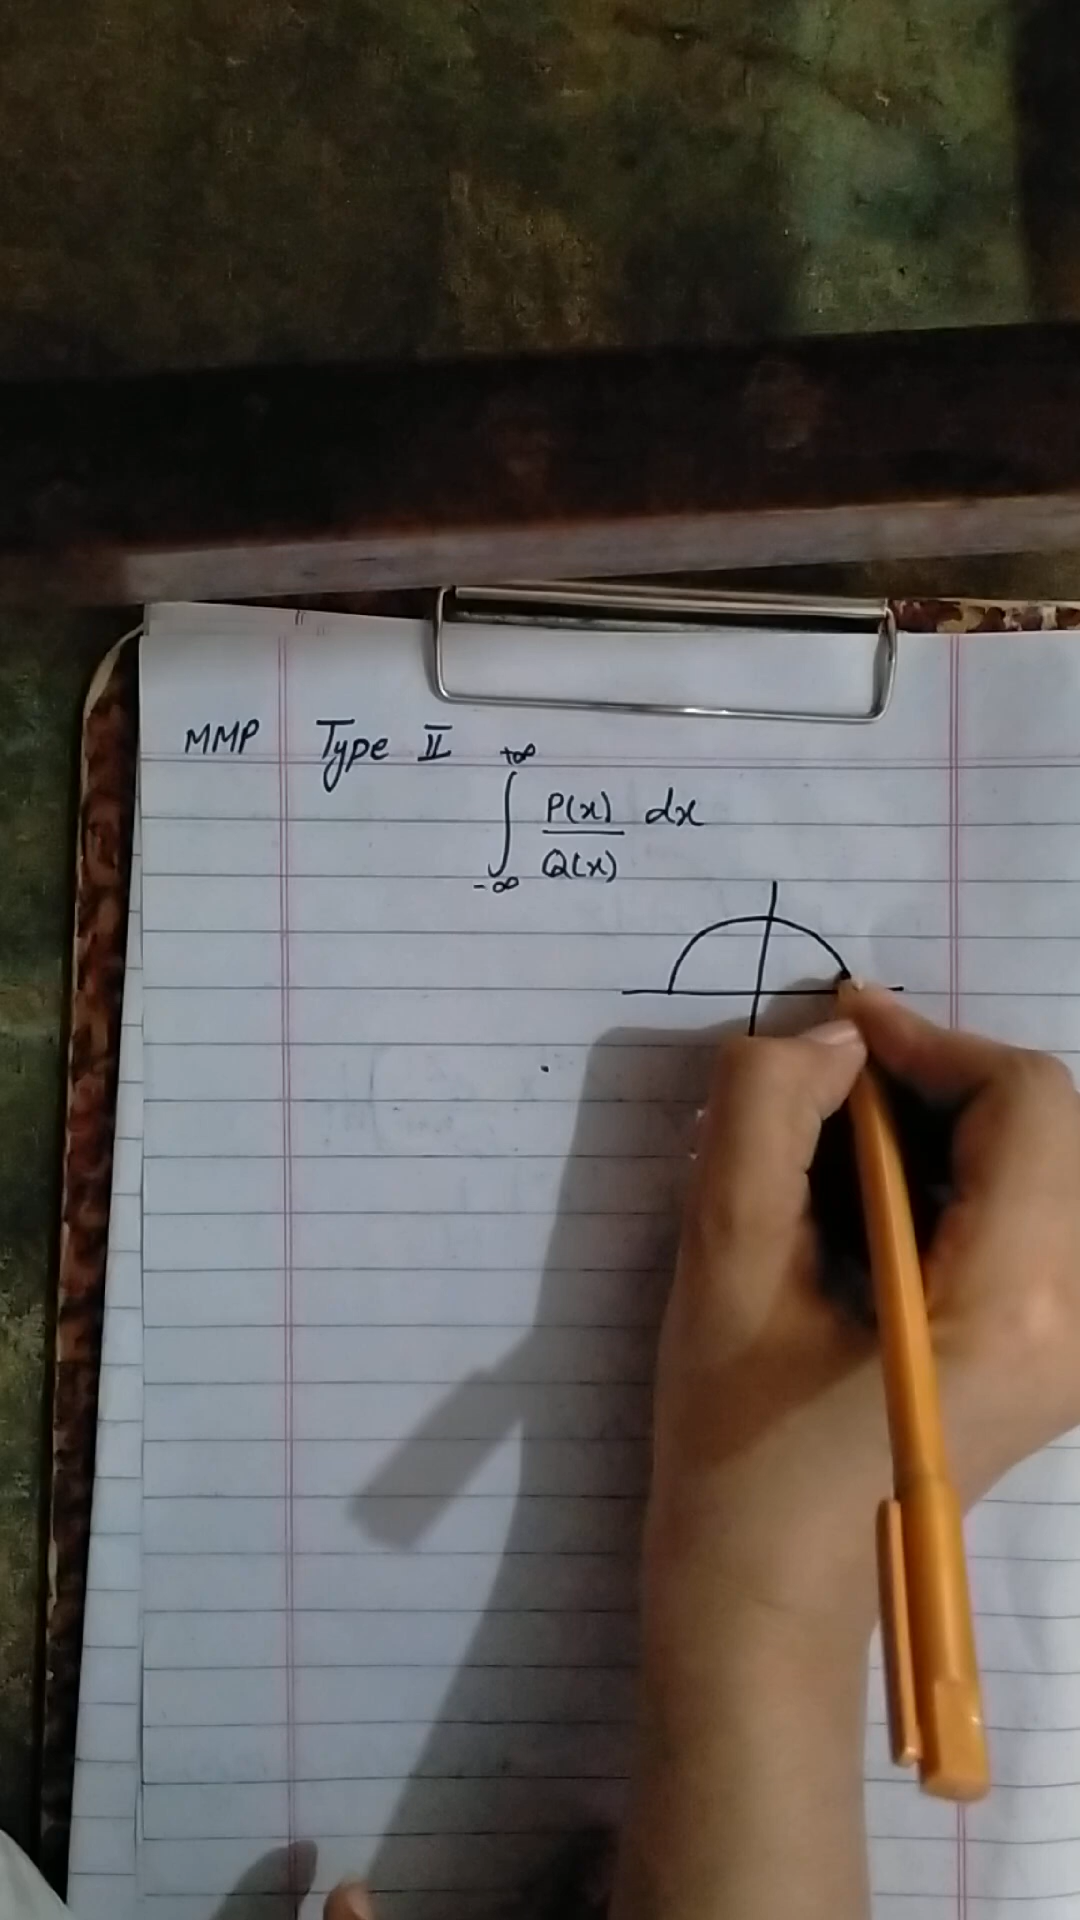 MMP Type II
+∞
∫ P(x) dx
Q(x)
-∞